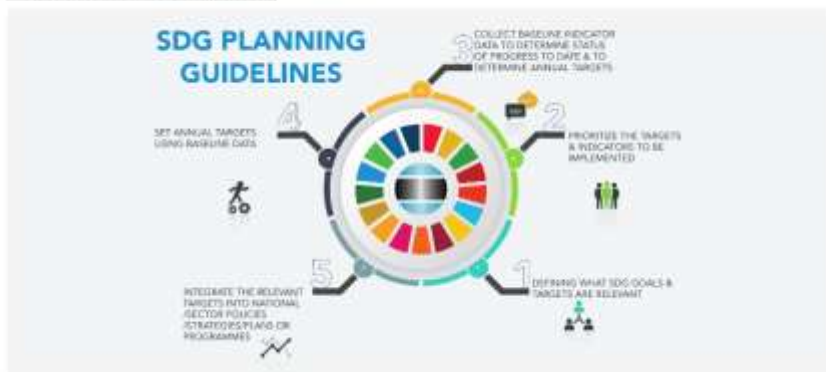 SDG PLANNING
GUIDELINES
3
COLLECT BASELINE INDICATOR
DATA TO DETERMINE STATUS
OF PROGRESS TO DATE & TO
DETERMINE ANNUAL TARGETS
4
SET ANNUAL TARGETS
USING BASELINE DATA
2
PRIORITIZE THE TARGETS
& INDICATORS TO BE
IMPLEMENTED
5
INTEGRATE THE RELEVANT
TARGETS INTO NATIONAL
/SECTOR POLICIES
/STRATEGIES/PLANS OR
PROGRAMMES
1
DEFINING WHAT SDG GOALS &
TARGETS ARE RELEVANT